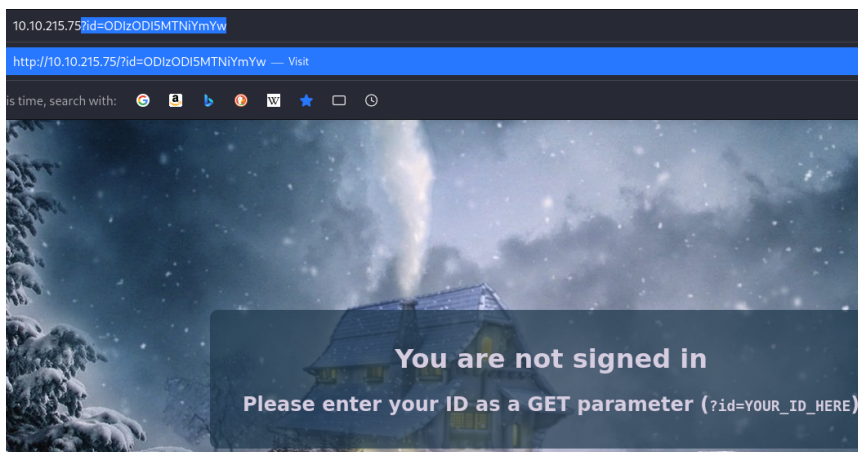 10.10.215.75?id=ODIzODI5MTNiYmYw
http://10.10.215.75/?id=ODIzODI5MTNiYmYw — Visit
is time, search with:
You are not signed in
Please enter your ID as a GET parameter (?id=YOUR_ID_HERE)